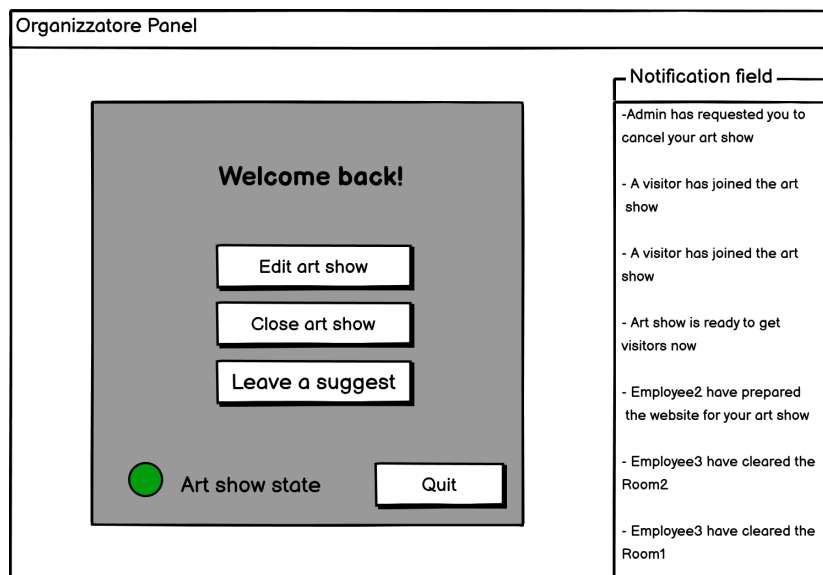 Organizzatore Panel
Welcome back!
Edit art show
Close art show
Leave a suggest
Art show state
Quit
Notification field
-Admin has requested you to
cancel your art show
- A visitor has joined the art
show
- A visitor has joined the art
show
- Art show is ready to get
visitors now
- Employee2 have prepared
the website for your art show
- Employee3 have cleared the
Room2
- Employee3 have cleared the
Room1